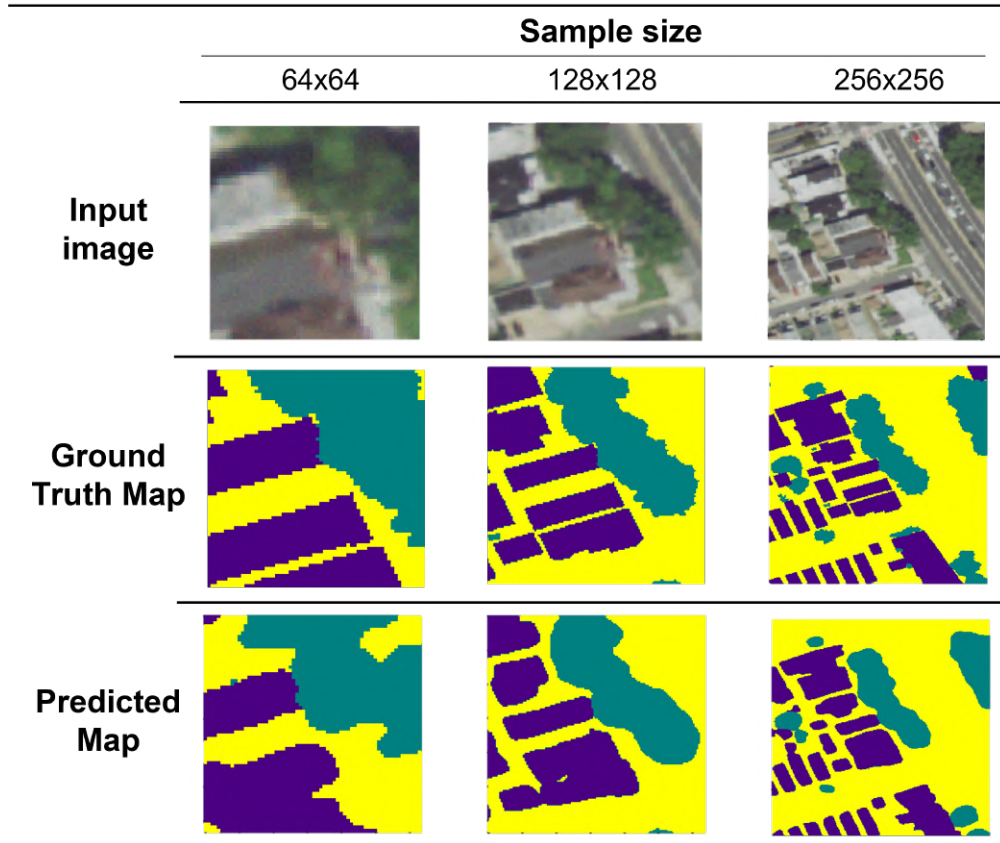 Sample size
64x64 128x128 256x256
Input
image
Ground
Truth Map
Predicted
Map